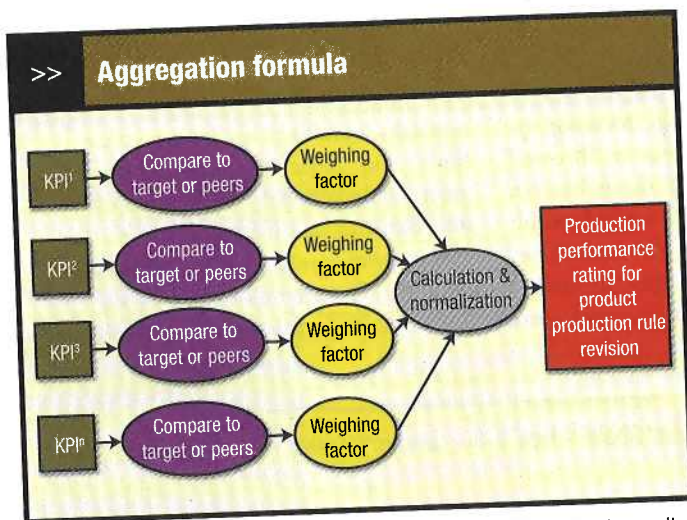 >> Aggregation formula
KPI¹
Compare to
target or peers
Weighing
factor
KPI²
Compare to
target or peers
Weighing
factor
KPI³
Compare to
target or peers
Weighing
factor
KPIⁿ
Compare to
target or peers
Weighing
factor
Calculation &
normalization
Production
performance
rating for
product
production rule
revision